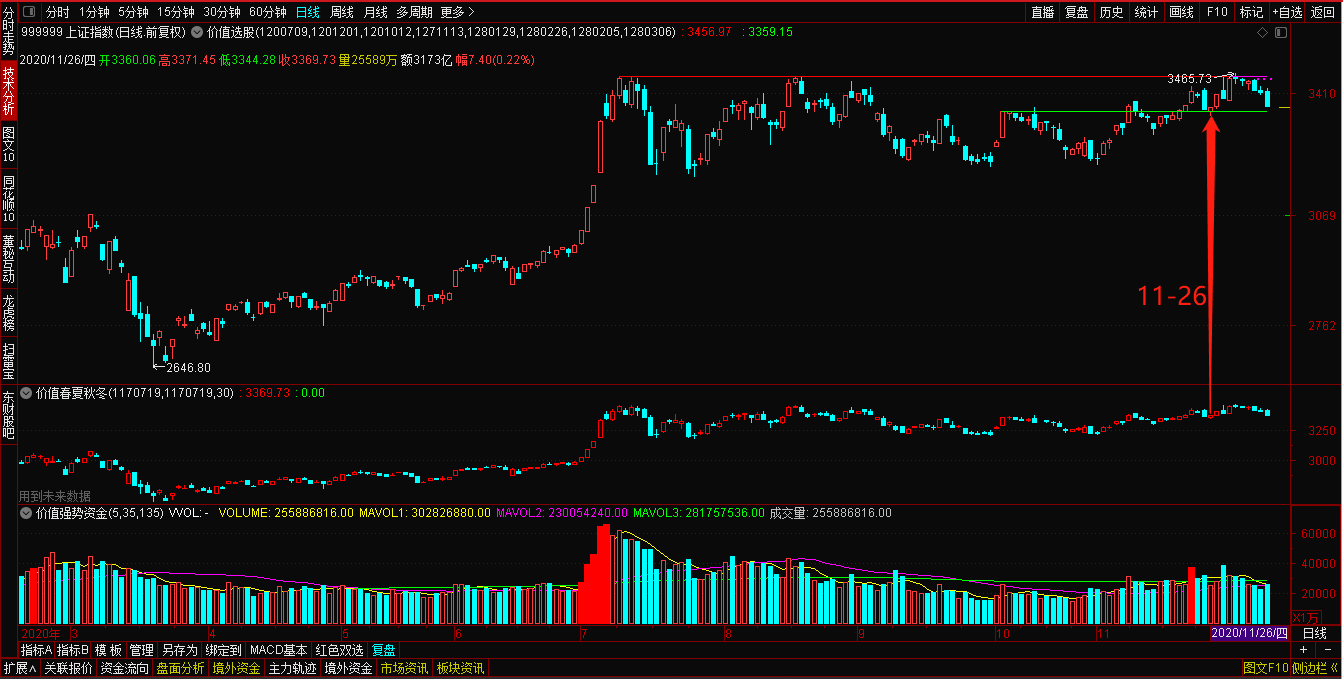 分时 1分钟 5分钟 15分钟 30分钟 60分钟 日线 周线 月线 多周期 更多>
直播 复盘 历史 统计 画线 F10 标记 +自选 返回
999999 上证指数(日线.前复权) 价值选股(1200709,1201201,1201012,1271113,1280129,1280226,1280205,1280306) : 3456.97 : 3359.15
2020/11/26/四 开3360.06 高3371.45 低3344.28 收3369.73 量25589万 额3173亿 幅7.40(0.22%)
分时走势
技术分析
图文10
同花顺10
董秘互动
龙虎榜
扫雷宝
东财股吧
3465.73
3410
3069
11-26
2762
2646.80
价值春夏秋冬(1170719,1170719,30) : 3369.73 : 0.00
3250
3000
用到未来数据
价值强势资金(5,35,135) VVOL: - VOLUME: 255886816.00 MAVOL1: 302826880.00 MAVOL2: 230054240.00 MAVOL3: 281757536.00 成交量: 255886816.00
60000
40000
20000
X1万
2020年 3 4 5 6 7 8 9 10 11 2020/11/26/四 日线
指标A 指标B 模 板 管理 另存为 绑定到 MACD基本 红色双选 复盘 + -
扩展∧ 关联报价 资金流向 盘面分析 境外资金 主力轨迹 境外资金 市场资讯 板块资讯 图文F10 侧边栏《